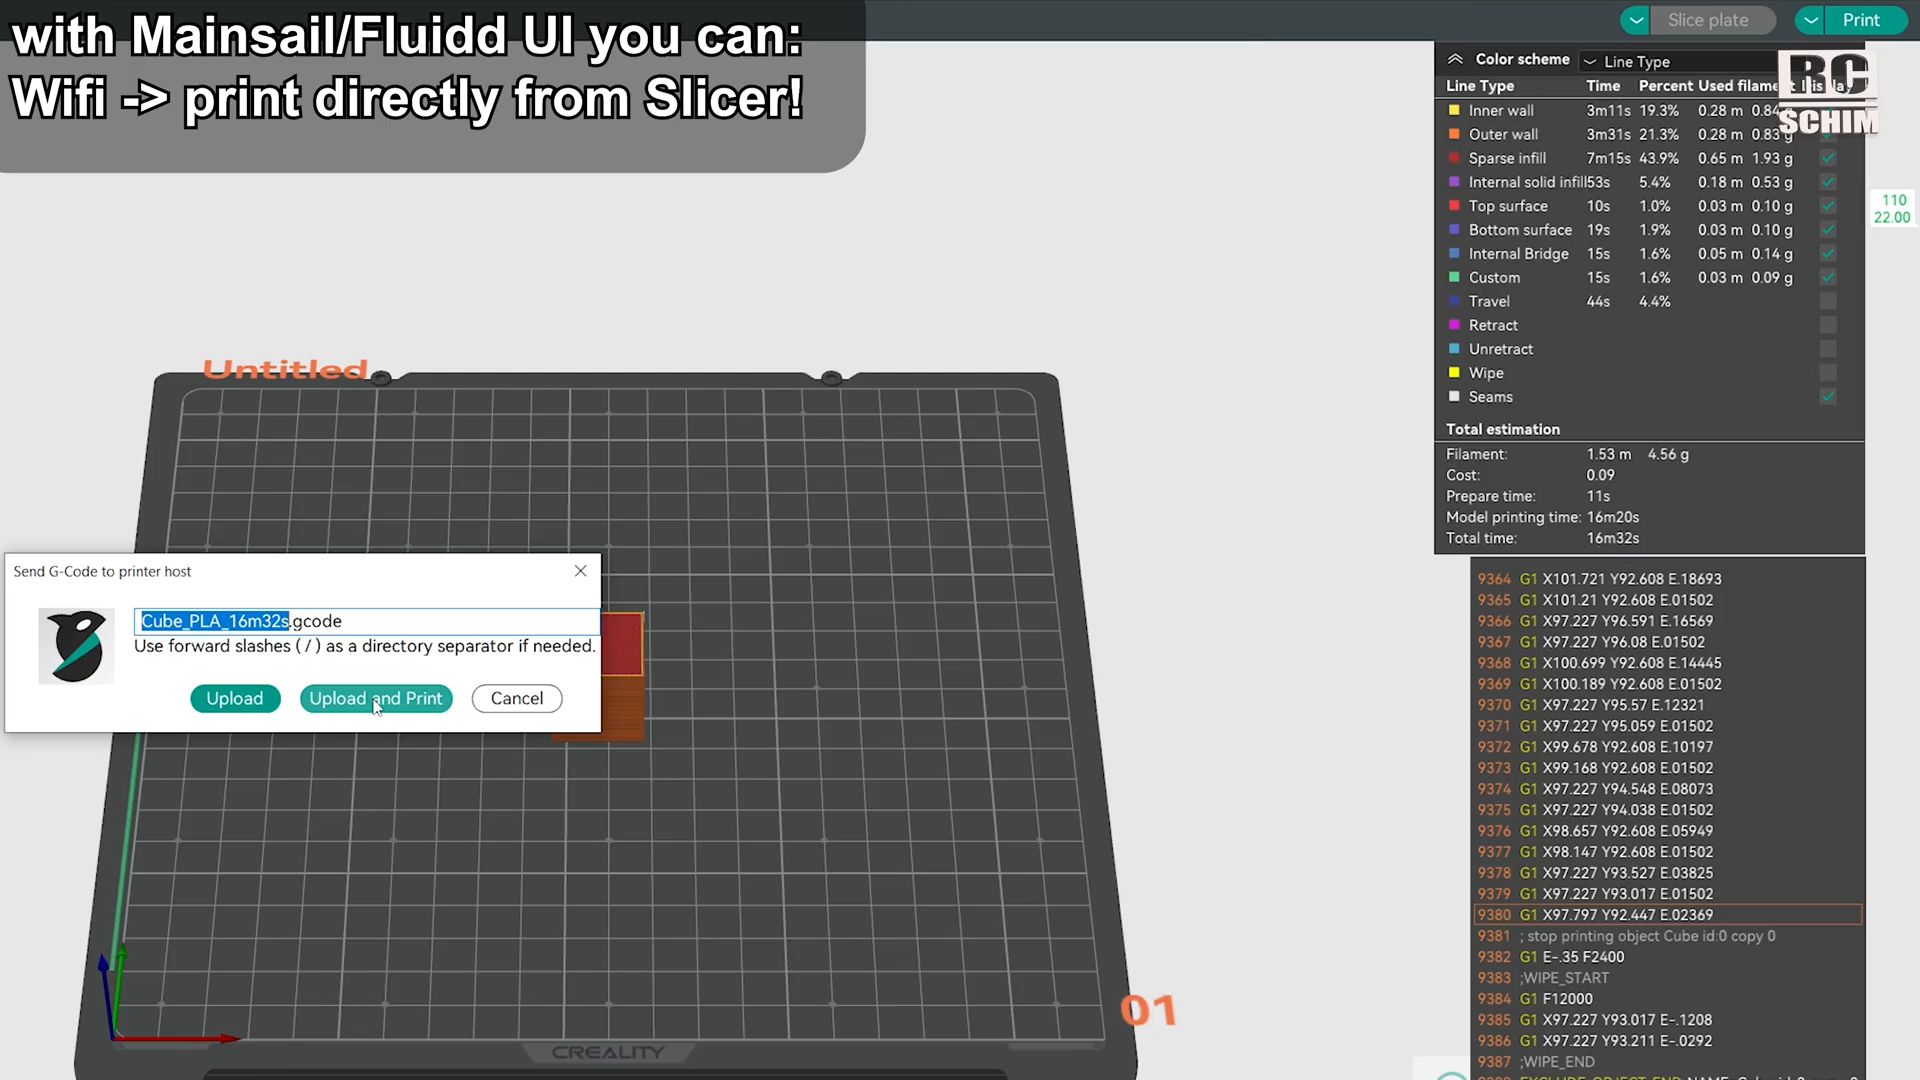 with Mainsail/Fluidd UI you can:
Wifi -> print directly from Slicer!
Slice plate
Print
Color scheme
Line Type
RC
SCHIM
Line Type Time Percent Used filame
Inner wall 3m11s 19.3% 0.28 m 0.84
Outer wall 3m31s 21.3% 0.28 m 0.83 g
Sparse infill 7m15s 43.9% 0.65 m 1.93 g
Internal solid infill 53s 5.4% 0.18 m 0.53 g
Top surface 10s 1.0% 0.03 m 0.10 g
Bottom surface 19s 1.9% 0.03 m 0.10 g
Internal Bridge 15s 1.6% 0.05 m 0.14 g
Custom 15s 1.6% 0.03 m 0.09 g
Travel 44s 4.4%
Retract
Unretract
Wipe
Seams
110
22.00
Total estimation
Filament: 1.53 m 4.56 g
Cost: 0.09
Prepare time: 11s
Model printing time: 16m20s
Total time: 16m32s
Untitled
Send G-Code to printer host
Cube_PLA_16m32s.gcode
Use forward slashes ( / ) as a directory separator if needed.
Upload
Upload and Print
Cancel
01
CREALITY
9364 G1 X101.721 Y92.608 E.18693
9365 G1 X101.21 Y92.608 E.01502
9366 G1 X97.227 Y96.591 E.16569
9367 G1 X97.227 Y96.08 E.01502
9368 G1 X100.699 Y92.608 E.14445
9369 G1 X100.189 Y92.608 E.01502
9370 G1 X97.227 Y95.57 E.12321
9371 G1 X97.227 Y95.059 E.01502
9372 G1 X99.678 Y92.608 E.10197
9373 G1 X99.168 Y92.608 E.01502
9374 G1 X97.227 Y94.548 E.08073
9375 G1 X97.227 Y94.038 E.01502
9376 G1 X98.657 Y92.608 E.05949
9377 G1 X98.147 Y92.608 E.01502
9378 G1 X97.227 Y93.527 E.03825
9379 G1 X97.227 Y93.017 E.01502
9380 G1 X97.797 Y92.447 E.02369
9381 ; stop printing object Cube id:0 copy 0
9382 G1 E-.35 F2400
9383 ;WIPE_START
9384 G1 F12000
9385 G1 X97.227 Y93.017 E-.1208
9386 G1 X97.227 Y93.211 E-.0292
9387 ;WIPE_END